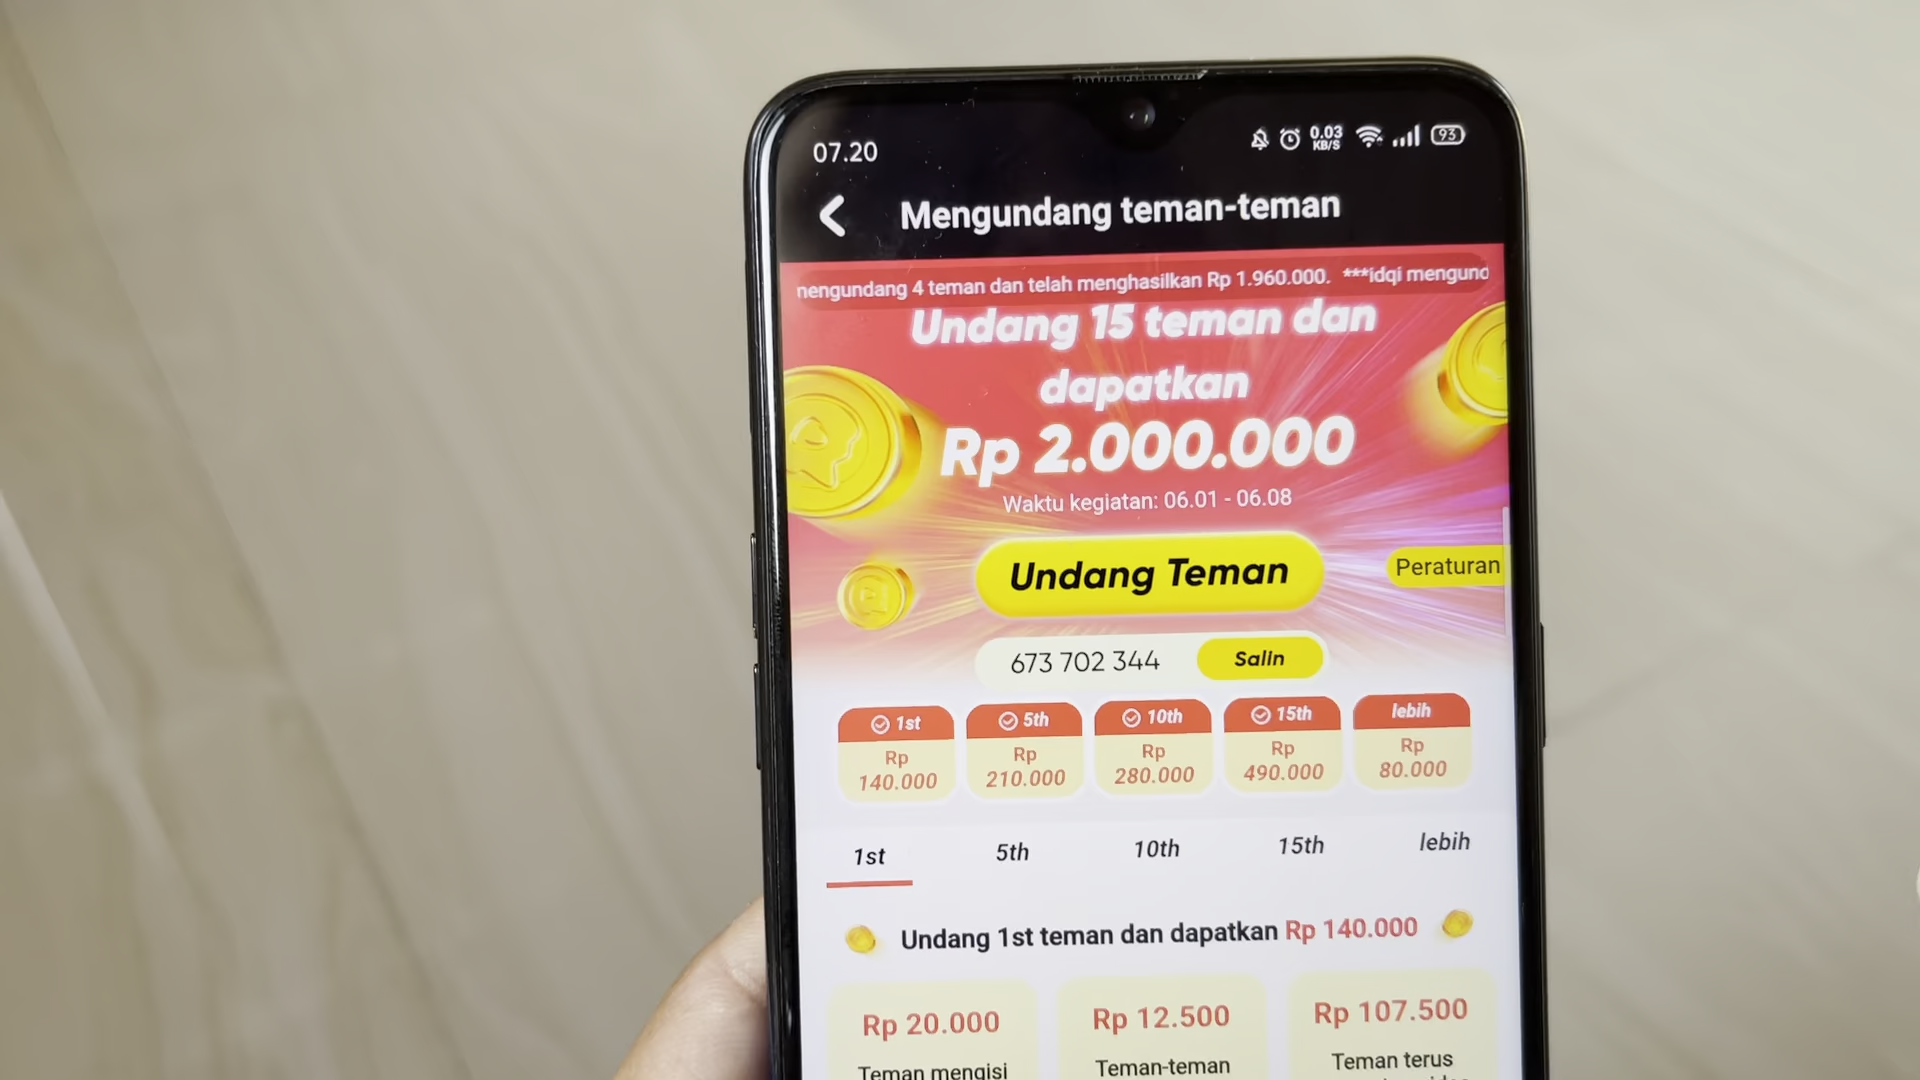 07.20
0.03
KB/S
93
Mengundang teman-teman
mengundang 4 teman dan telah menghasilkan Rp 1.960.000. ***idqi mengund
Undang 15 teman dan
dapatkan
Rp 2.000.000
Waktu kegiatan: 06.01 - 06.08
Undang Teman
Peraturan
673 702 344
Salin
1st
5th
10th
15th
lebih
Rp
140.000
Rp
210.000
Rp
280.000
Rp
490.000
Rp
80.000
1st
5th
10th
15th
lebih
Undang 1st teman dan dapatkan Rp 140.000
Rp 20.000
Rp 12.500
Rp 107.500
Teman mengisi
Teman-teman
Teman terus